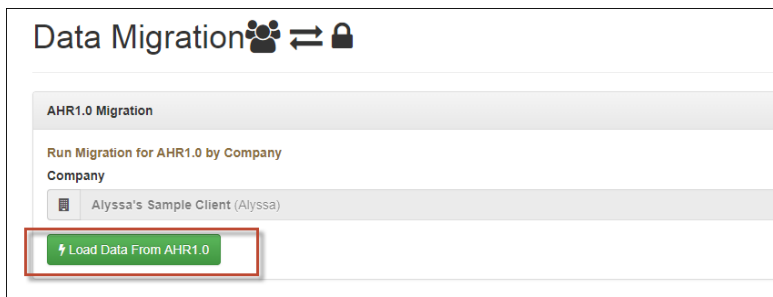 Data Migration
AHR1.0 Migration
Run Migration for AHR1.0 by Company
Company
Alyssa's Sample Client (Alyssa)
Load Data From AHR1.0